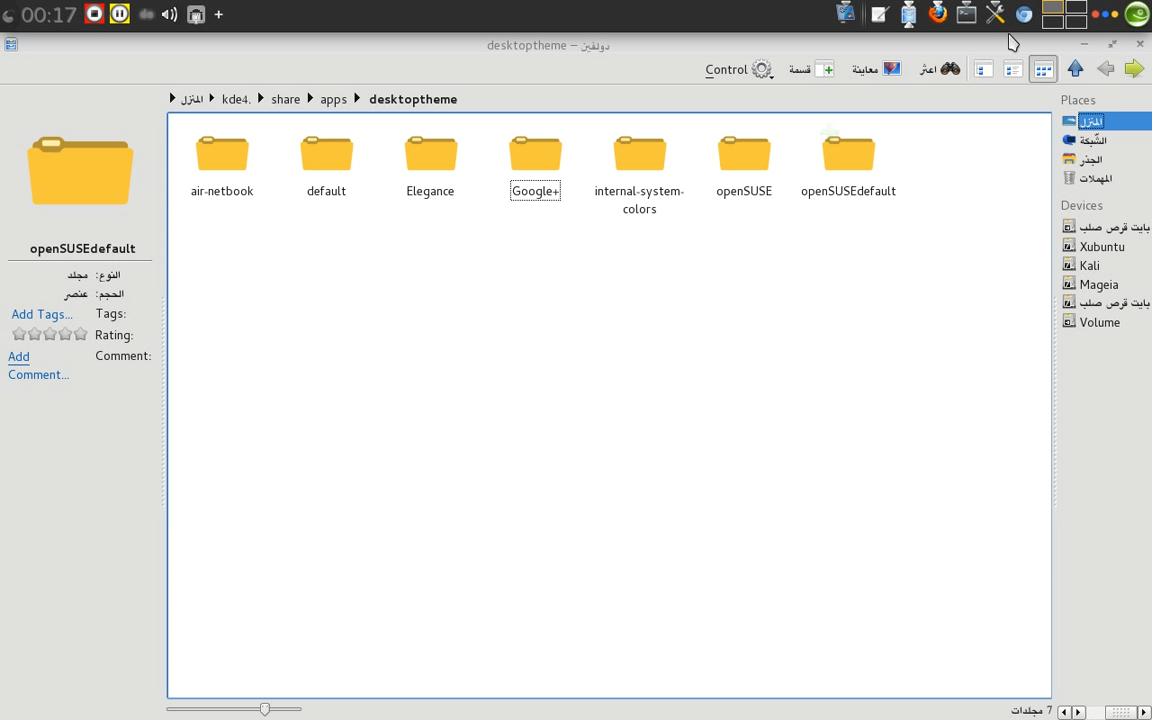 00:17
desktoptheme – دولفين
Control
قسمة
معاينة
اعثر
المنزل
kde4.
share
apps
desktoptheme
Places
المنزل
الشّبكة
الجذر
المهملات
Devices
بايت قرص صلب
Xubuntu
Kali
Mageia
بايت قرص صلب
Volume
air-netbook
default
Elegance
Google+
internal-system-
colors
openSUSE
openSUSEdefault
openSUSEdefault
النوع: مجلد
الحجم: عنصر
Add Tags... Tags:
Rating:
Add Comment:
Comment...
7 مجلدات